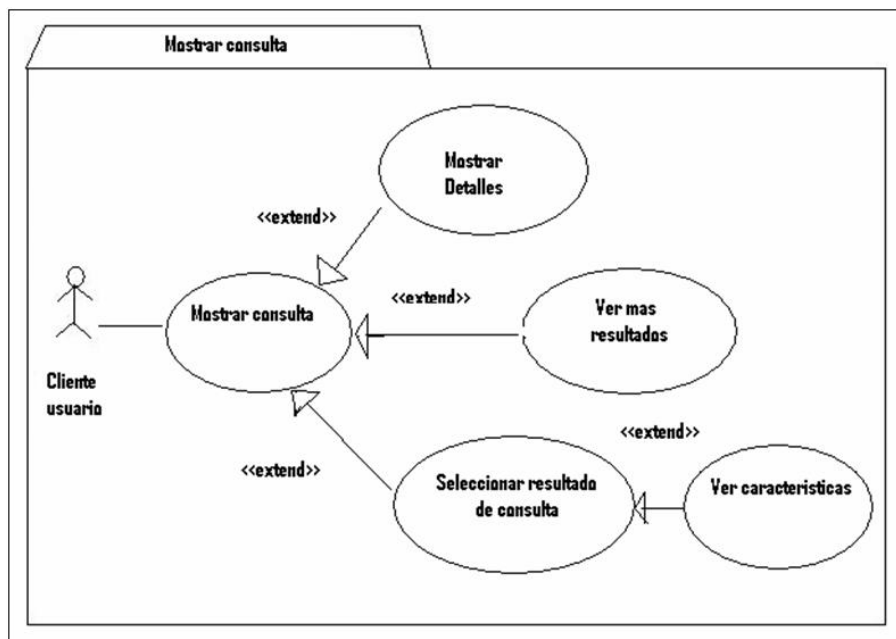 Mostrar consulta
Mostrar
Detalles
<<extend>>
<<extend>>
Mostrar consulta
Ver mas
resultados
Cliente
usuario
<<extend>>
<<extend>>
Seleccionar resultado
de consulta
Ver caracteristicas